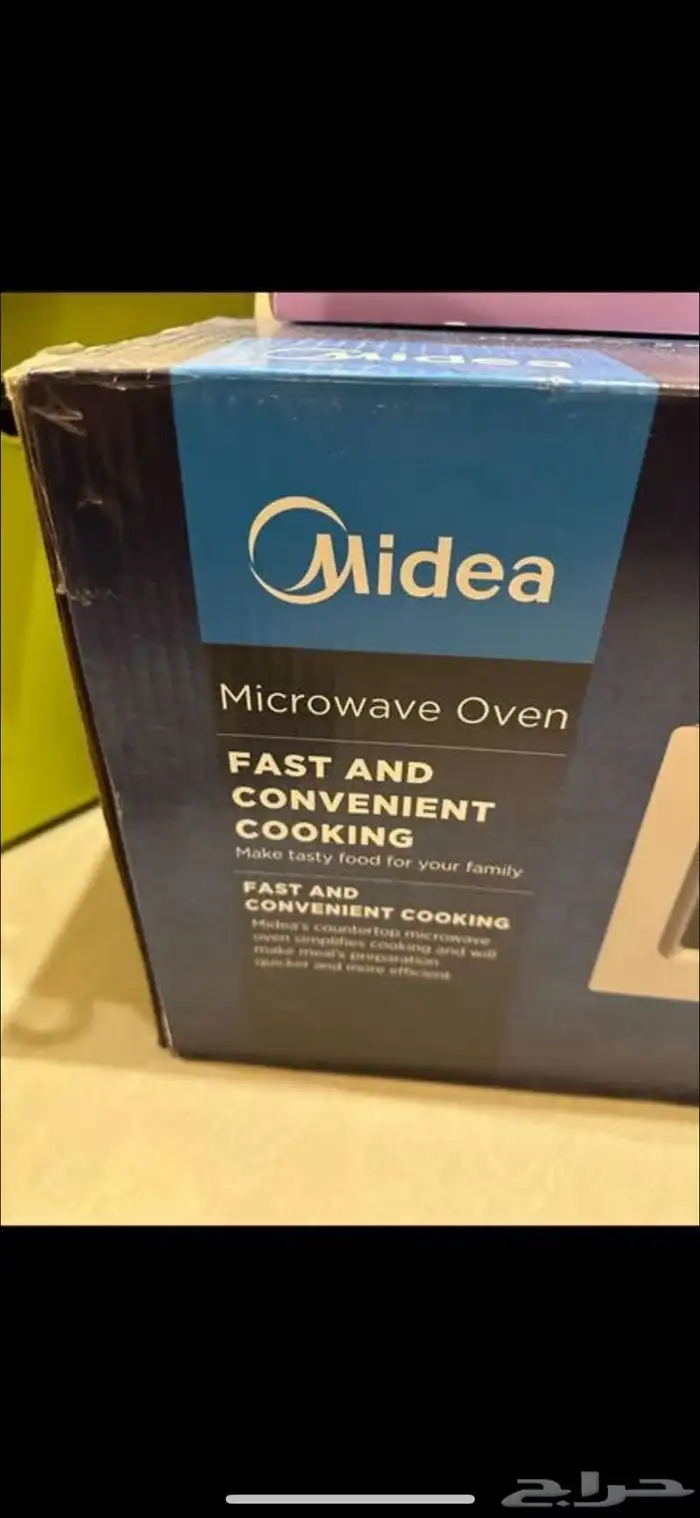 Midea
Midea
Microwave Oven
FAST AND
CONVENIENT
COOKING
Make tasty food for your family
FAST AND
CONVENIENT COOKING
Midea's countertop microwave
oven simplifies cooking and will
make meal's preparation
quicker and more efficient
حراج